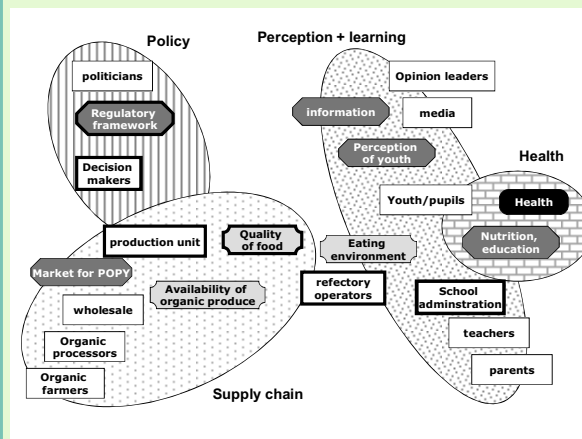 Policy
Perception + learning
politicians
Opinion leaders
Regulatory
framework
information
media
Perception
of youth
Health
Decision
makers
Youth/pupils
Health
production unit
Quality
of food
Eating
environment
Nutrition,
education
Market for POPY
Availability of
organic produce
refectory
operators
School
adminstration
wholesale
teachers
Organic
processors
parents
Organic
farmers
Supply chain